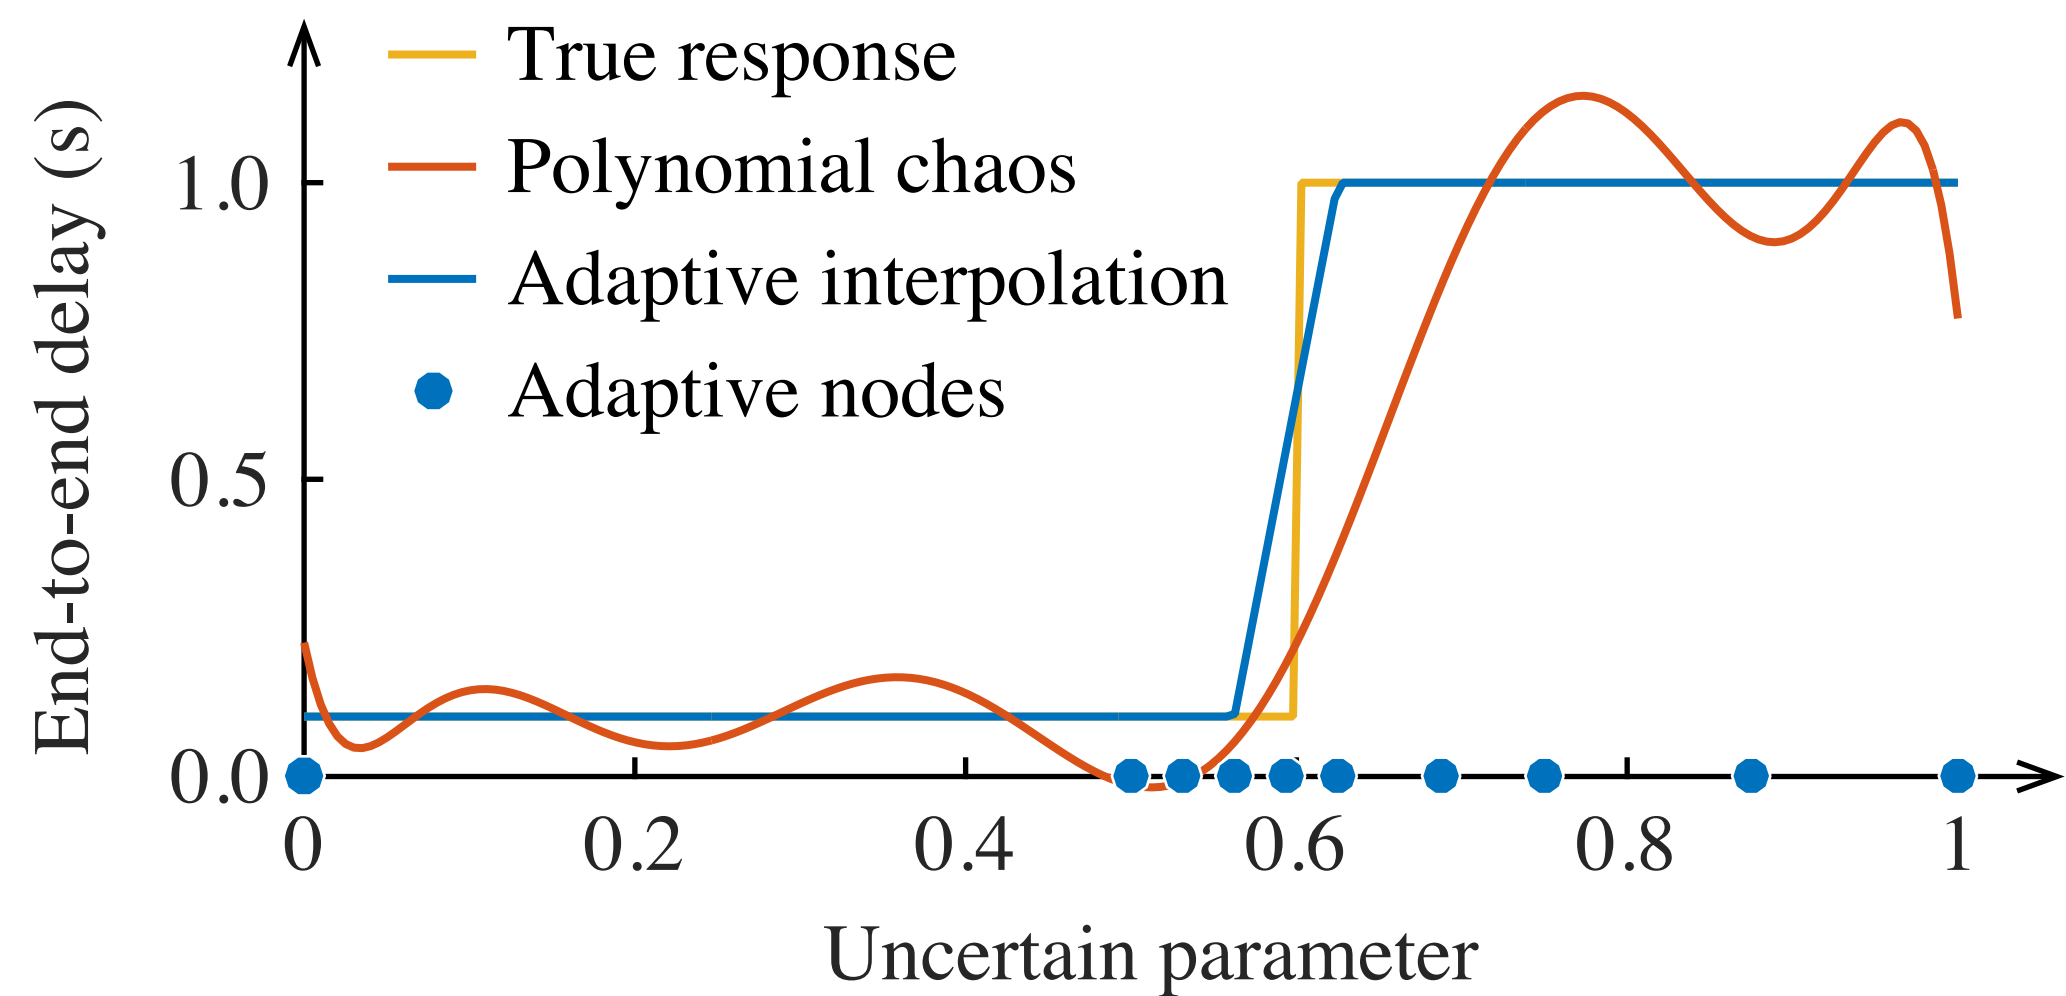 True response
Polynomial chaos
Adaptive interpolation
Adaptive nodes
End-to-end delay (s)
1.0
0.5
0.0
0 0.2 0.4 0.6 0.8 1
Uncertain parameter